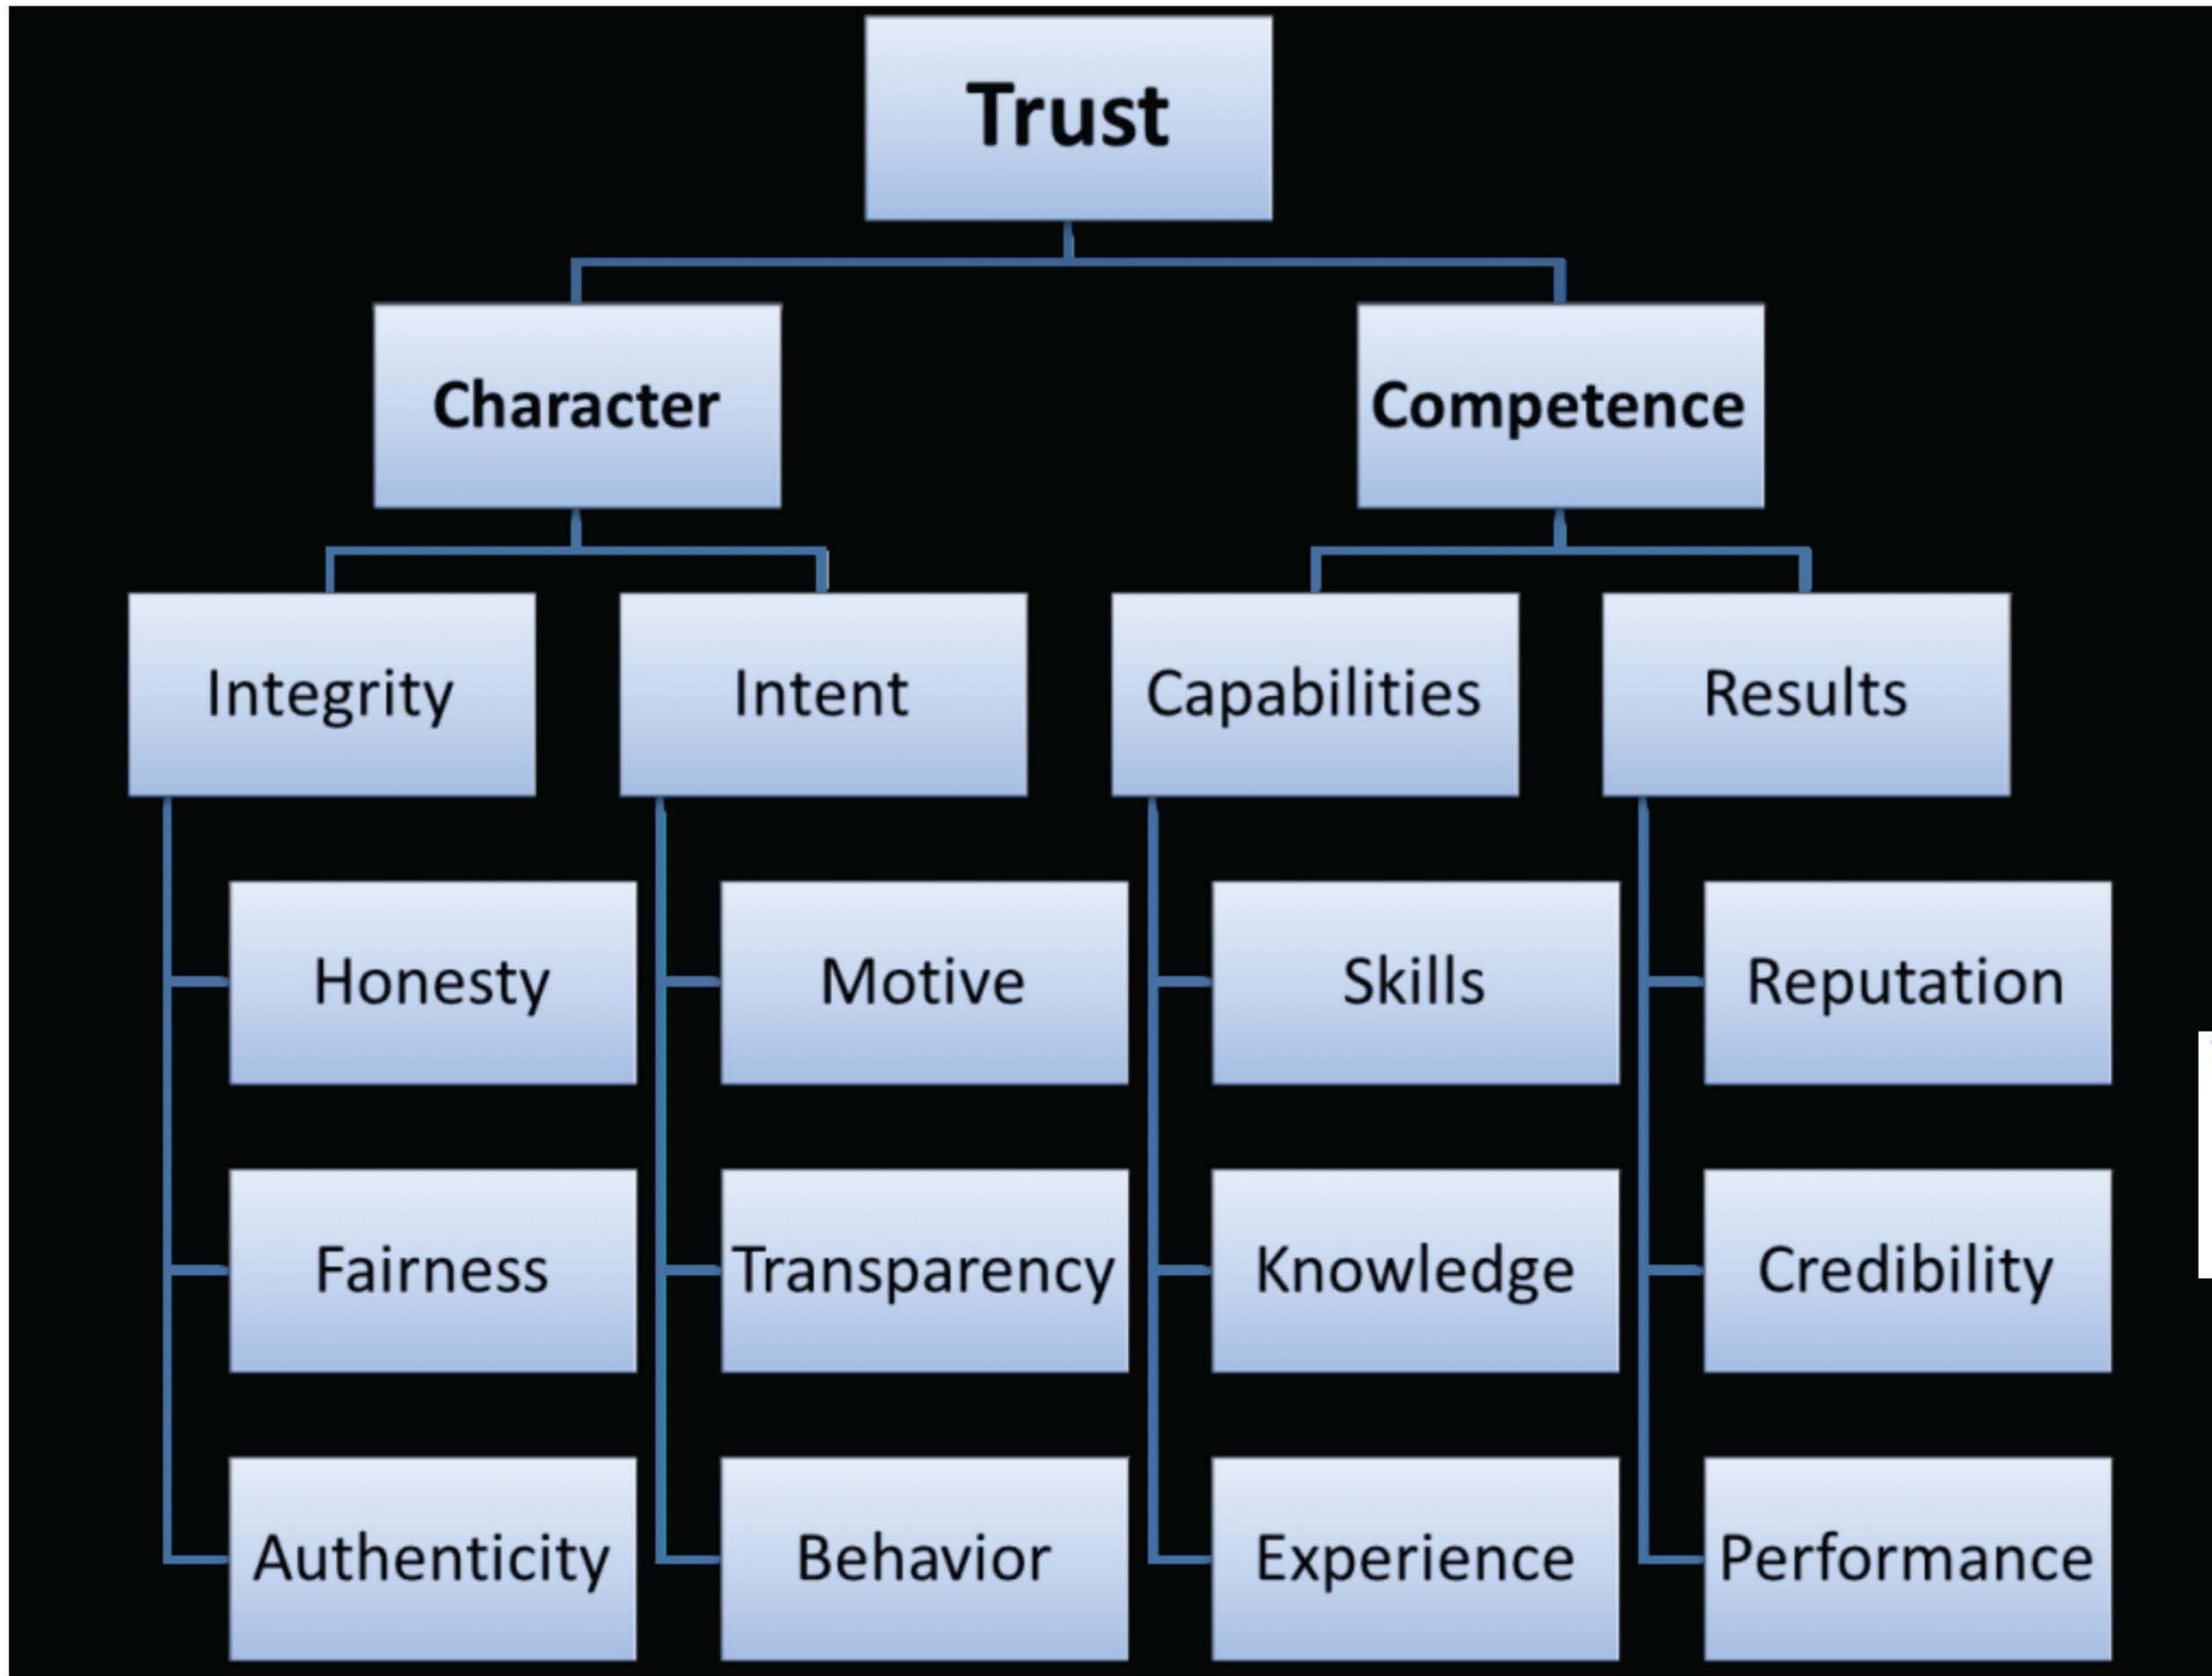 Trust
Character
Competence
Integrity
Intent
Capabilities
Results
Honesty
Motive
Skills
Reputation
Fairness
Transparency
Knowledge
Credibility
Authenticity
Behavior
Experience
Performance